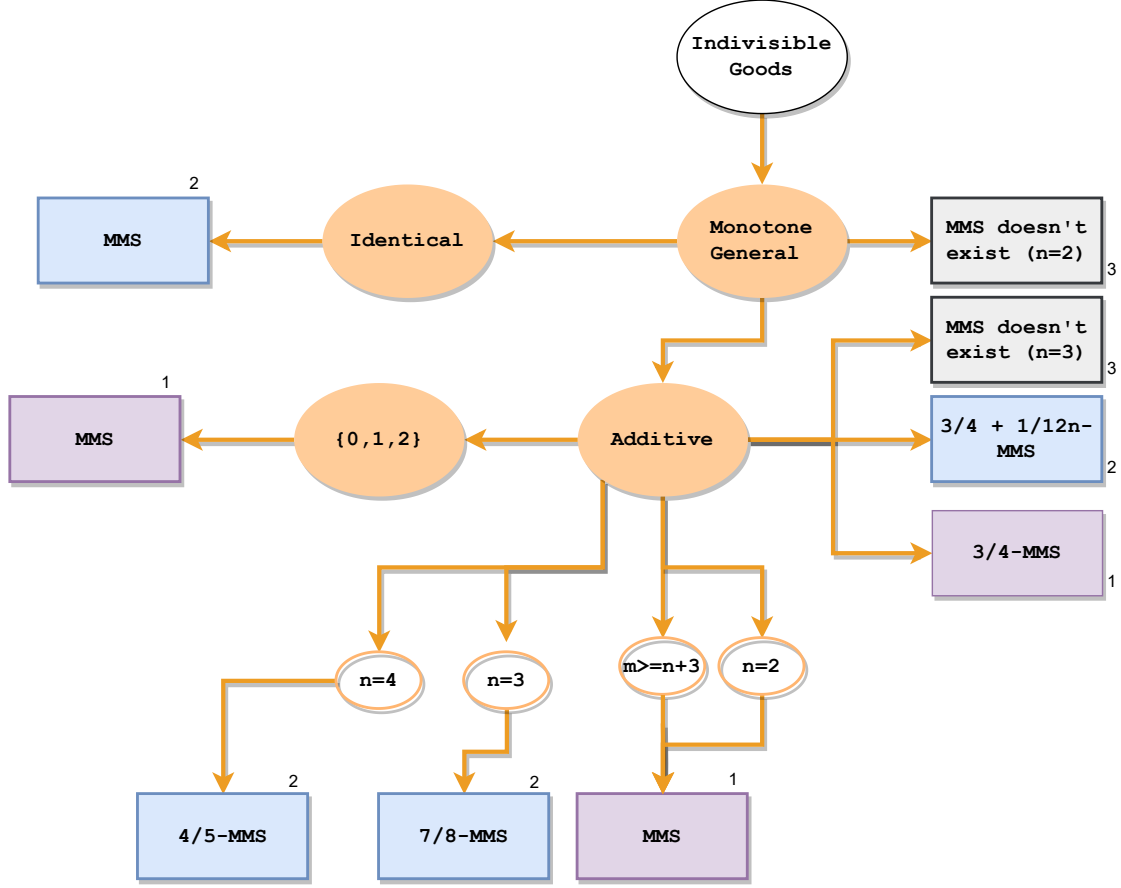 Indivisible
Goods
2
MMS
Identical
Monotone
General
MMS doesn't
exist (n=2)
3
MMS doesn't
exist (n=3)
3
1
MMS
{0,1,2}
Additive
3/4 + 1/12n-
MMS
2
3/4-MMS
1
n=4
n=3
m>=n+3
n=2
2
4/5-MMS
2
7/8-MMS
1
MMS